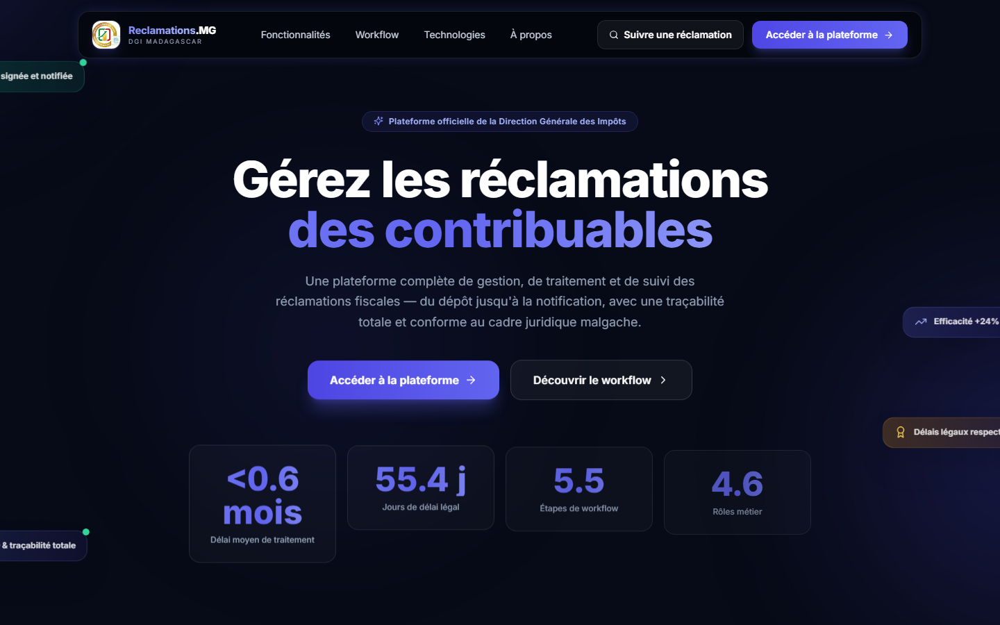 Reclamations.MG
DGI MADAGASCAR
Fonctionnalités
Workflow
Technologies
À propos
Suivre une réclamation
Accéder à la plateforme
signée et notifiée
Plateforme officielle de la Direction Générale des Impôts
Gérez les réclamations
des contribuables
Une plateforme complète de gestion, de traitement et de suivi des
réclamations fiscales — du dépôt jusqu'à la notification, avec une traçabilité
totale et conforme au cadre juridique malgache.
Efficacité +24%
Accéder à la plateforme
Découvrir le workflow
Délais légaux respect
<0.6
mois
Délai moyen de traitement
55.4 j
Jours de délai légal
5.5
Étapes de workflow
4.6
Rôles métier
& traçabilité totale